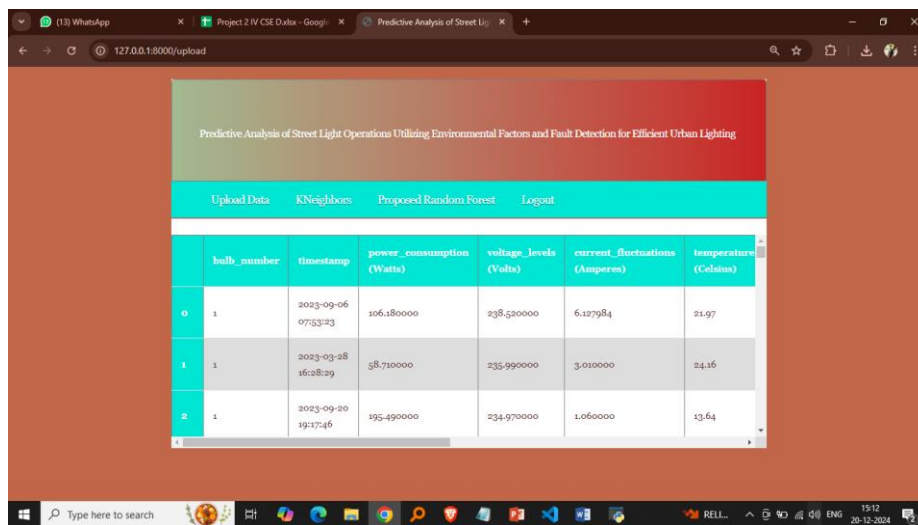 (13) WhatsApp
Project 2 IV CSE D.xlsx - Googl
Predictive Analysis of Street Lig
127.0.0.1:8000/upload
Predictive Analysis of Street Light Operations Utilizing Environmental Factors and Fault Detection for Efficient Urban Lighting
Upload Data KNeighbors Proposed Random Forest Logout
bulb_number timestamp power_consumption (Watts) voltage_levels (Volts) current_fluctuations (Amperes) temperature (Celsius)
0 1 2023-09-06 07:53:23 106.180000 238.520000 6.127984 21.97
1 1 2023-03-28 16:28:29 58.710000 235.990000 3.010000 24.16
2 1 2023-09-20 19:17:46 195.490000 234.970000 1.060000 13.64
Type here to search
RELI...
ENG
15:12
20-12-2024